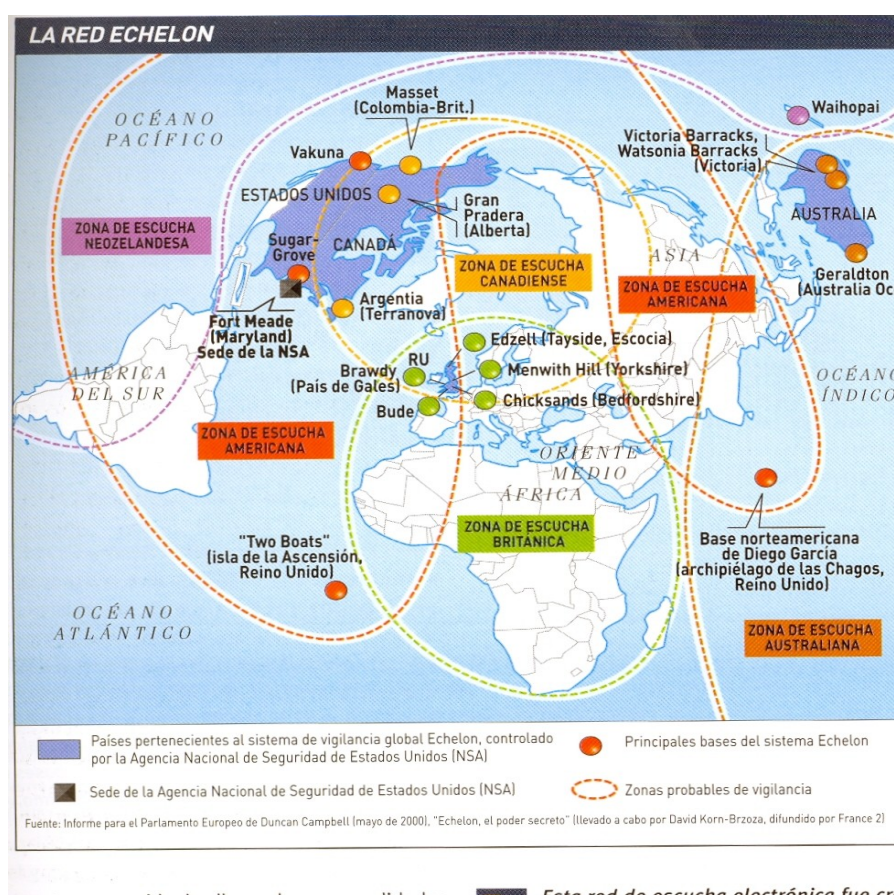 LA RED ECHELON
OCÉANO
PACÍFICO
Masset
(Colombia-Brit.)
Waihopai
Vakuna
Victoria Barracks,
Watsonia Barracks
(Victoria)
ESTADOS UNIDOS
Gran
Pradera
(Alberta)
AUSTRALIA
ZONA DE ESCUCHA
NEOZELANDESA
CANADÁ
Sugar-
Grove
ASIA
ZONA DE ESCUCHA
CANADIENSE
ZONA DE ESCUCHA
AMERICANA
Geraldton
(Australia Oc
Argentia
(Terranova)
Fort Meade
(Maryland)
Sede de la NSA
Edzell (Tayside, Escocia)
RU
Brawdy
(País de Gales)
Menwith Hill (Yorkshire)
AMÉRICA
DEL SUR
OCÉANO
ÍNDICO
Chicksands (Bedfordshire)
Bude
ZONA DE ESCUCHA
AMERICANA
ORIENTE
MEDIO
ÁFRICA
ZONA DE ESCUCHA
BRITÁNICA
"Two Boats"
(isla de la Ascensión,
Reino Unido)
Base norteamericana
de Diego García
(archipiélago de las Chagos,
Reino Unido)
OCÉANO
ATLÁNTICO
ZONA DE ESCUCHA
AUSTRALIANA
Países pertenecientes al sistema de vigilancia global Echelon, controlado
por la Agencia Nacional de Seguridad de Estados Unidos (NSA)
Principales bases del sistema Echelon
Sede de la Agencia Nacional de Seguridad de Estados Unidos (NSA)
Zonas probables de vigilancia
Fuente: Informe para el Parlamento Europeo de Duncan Campbell (mayo de 2000), "Echelon, el poder secreto" (llevado a cabo por David Korn-Brzoza, difundido por France 2)
Esta red de escucha electrónica fue